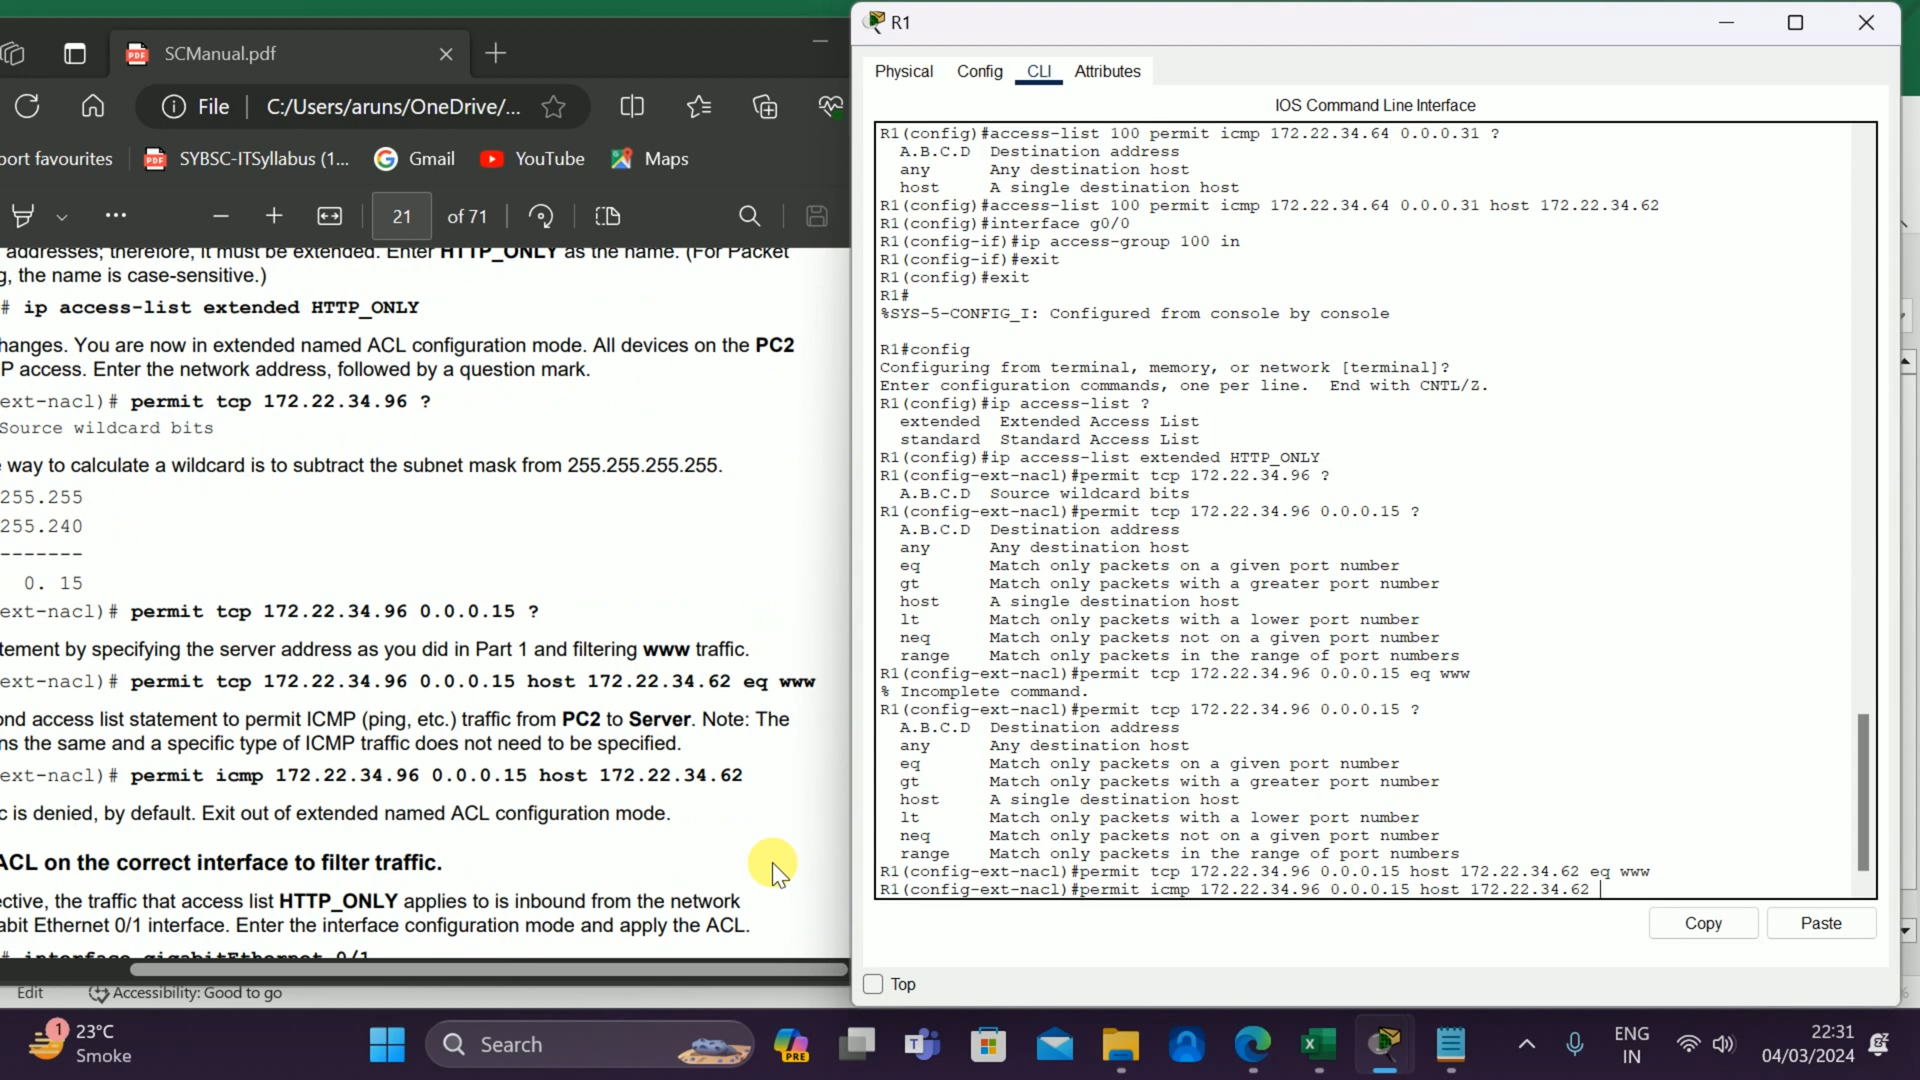 SCManual.pdf
File
C:/Users/aruns/OneDrive/...
port favourites
SYBSC-ITSyllabus (1...
Gmail
YouTube
Maps
21
of 71
addresses; therefore, it must be extended. Enter HTTP_ONLY as the name. (For Packet
g, the name is case-sensitive.)
# ip access-list extended HTTP_ONLY
hanges. You are now in extended named ACL configuration mode. All devices on the PC2
P access. Enter the network address, followed by a question mark.
ext-nacl)# permit tcp 172.22.34.96 ?
Source wildcard bits
way to calculate a wildcard is to subtract the subnet mask from 255.255.255.255.
255.255
255.240
-------
0. 15
ext-nacl)# permit tcp 172.22.34.96 0.0.0.15 ?
tement by specifying the server address as you did in Part 1 and filtering www traffic.
ext-nacl)# permit tcp 172.22.34.96 0.0.0.15 host 172.22.34.62 eq www
ond access list statement to permit ICMP (ping, etc.) traffic from PC2 to Server. Note: The
ns the same and a specific type of ICMP traffic does not need to be specified.
ext-nacl)# permit icmp 172.22.34.96 0.0.0.15 host 172.22.34.62
c is denied, by default. Exit out of extended named ACL configuration mode.
ACL on the correct interface to filter traffic.
ective, the traffic that access list HTTP_ONLY applies to is inbound from the network
abit Ethernet 0/1 interface. Enter the interface configuration mode and apply the ACL.
# interface gigabitEthernet 0/1
Edit
Accessibility: Good to go
R1
Physical
Config
CLI
Attributes
IOS Command Line Interface
R1(config)#access-list 100 permit icmp 172.22.34.64 0.0.0.31 ?
A.B.C.D Destination address
any Any destination host
host A single destination host
R1(config)#access-list 100 permit icmp 172.22.34.64 0.0.0.31 host 172.22.34.62
R1(config)#interface g0/0
R1(config-if)#ip access-group 100 in
R1(config-if)#exit
R1(config)#exit
R1#
%SYS-5-CONFIG_I: Configured from console by console
R1#config
Configuring from terminal, memory, or network [terminal]?
Enter configuration commands, one per line. End with CNTL/Z.
R1(config)#ip access-list ?
extended Extended Access List
standard Standard Access List
R1(config)#ip access-list extended HTTP_ONLY
R1(config-ext-nacl)#permit tcp 172.22.34.96 ?
A.B.C.D Source wildcard bits
R1(config-ext-nacl)#permit tcp 172.22.34.96 0.0.0.15 ?
A.B.C.D Destination address
any Any destination host
eq Match only packets on a given port number
gt Match only packets with a greater port number
host A single destination host
lt Match only packets with a lower port number
neq Match only packets not on a given port number
range Match only packets in the range of port numbers
R1(config-ext-nacl)#permit tcp 172.22.34.96 0.0.0.15 eq www
% Incomplete command.
R1(config-ext-nacl)#permit tcp 172.22.34.96 0.0.0.15 ?
A.B.C.D Destination address
any Any destination host
eq Match only packets on a given port number
gt Match only packets with a greater port number
host A single destination host
lt Match only packets with a lower port number
neq Match only packets not on a given port number
range Match only packets in the range of port numbers
R1(config-ext-nacl)#permit tcp 172.22.34.96 0.0.0.15 host 172.22.34.62 eq www
R1(config-ext-nacl)#permit icmp 172.22.34.96 0.0.0.15 host 172.22.34.62
Copy
Paste
Top
1
23°C
Smoke
Search
PRE
ENG
IN
22:31
04/03/2024